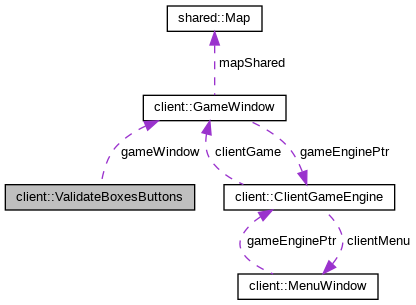 shared::Map
mapShared
client::GameWindow
gameWindow
clientGame
gameEnginePtr
client::ValidateBoxesButtons
client::ClientGameEngine
gameEnginePtr
clientMenu
client::MenuWindow